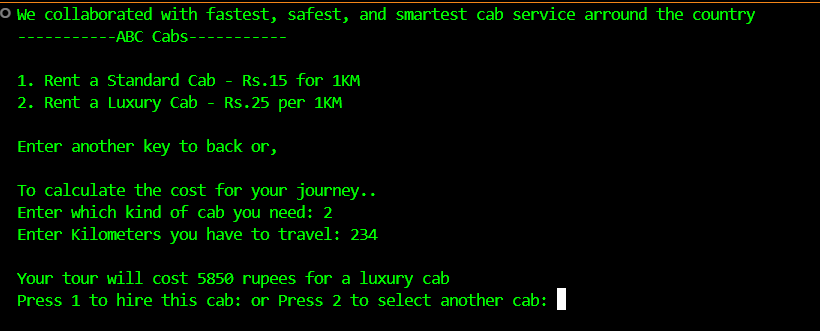 We collaborated with fastest, safest, and smartest cab service arround the country
-----------ABC Cabs-----------
1. Rent a Standard Cab - Rs.15 for 1KM
2. Rent a Luxury Cab - Rs.25 per 1KM
Enter another key to back or,
To calculate the cost for your journey..
Enter which kind of cab you need: 2
Enter Kilometers you have to travel: 234
Your tour will cost 5850 rupees for a luxury cab
Press 1 to hire this cab: or Press 2 to select another cab: